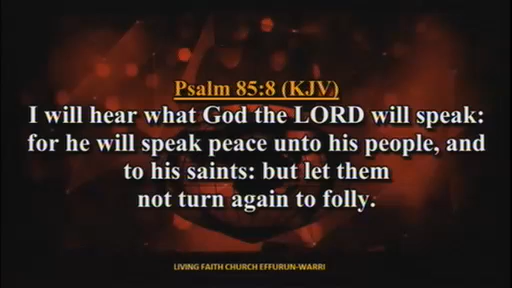 Psalm 85:8 (KJV)
I will hear what God the LORD will speak:
for he will speak peace unto his people, and
to his saints: but let them
not turn again to folly.
LIVING FAITH CHURCH EFFURUN-WARRI